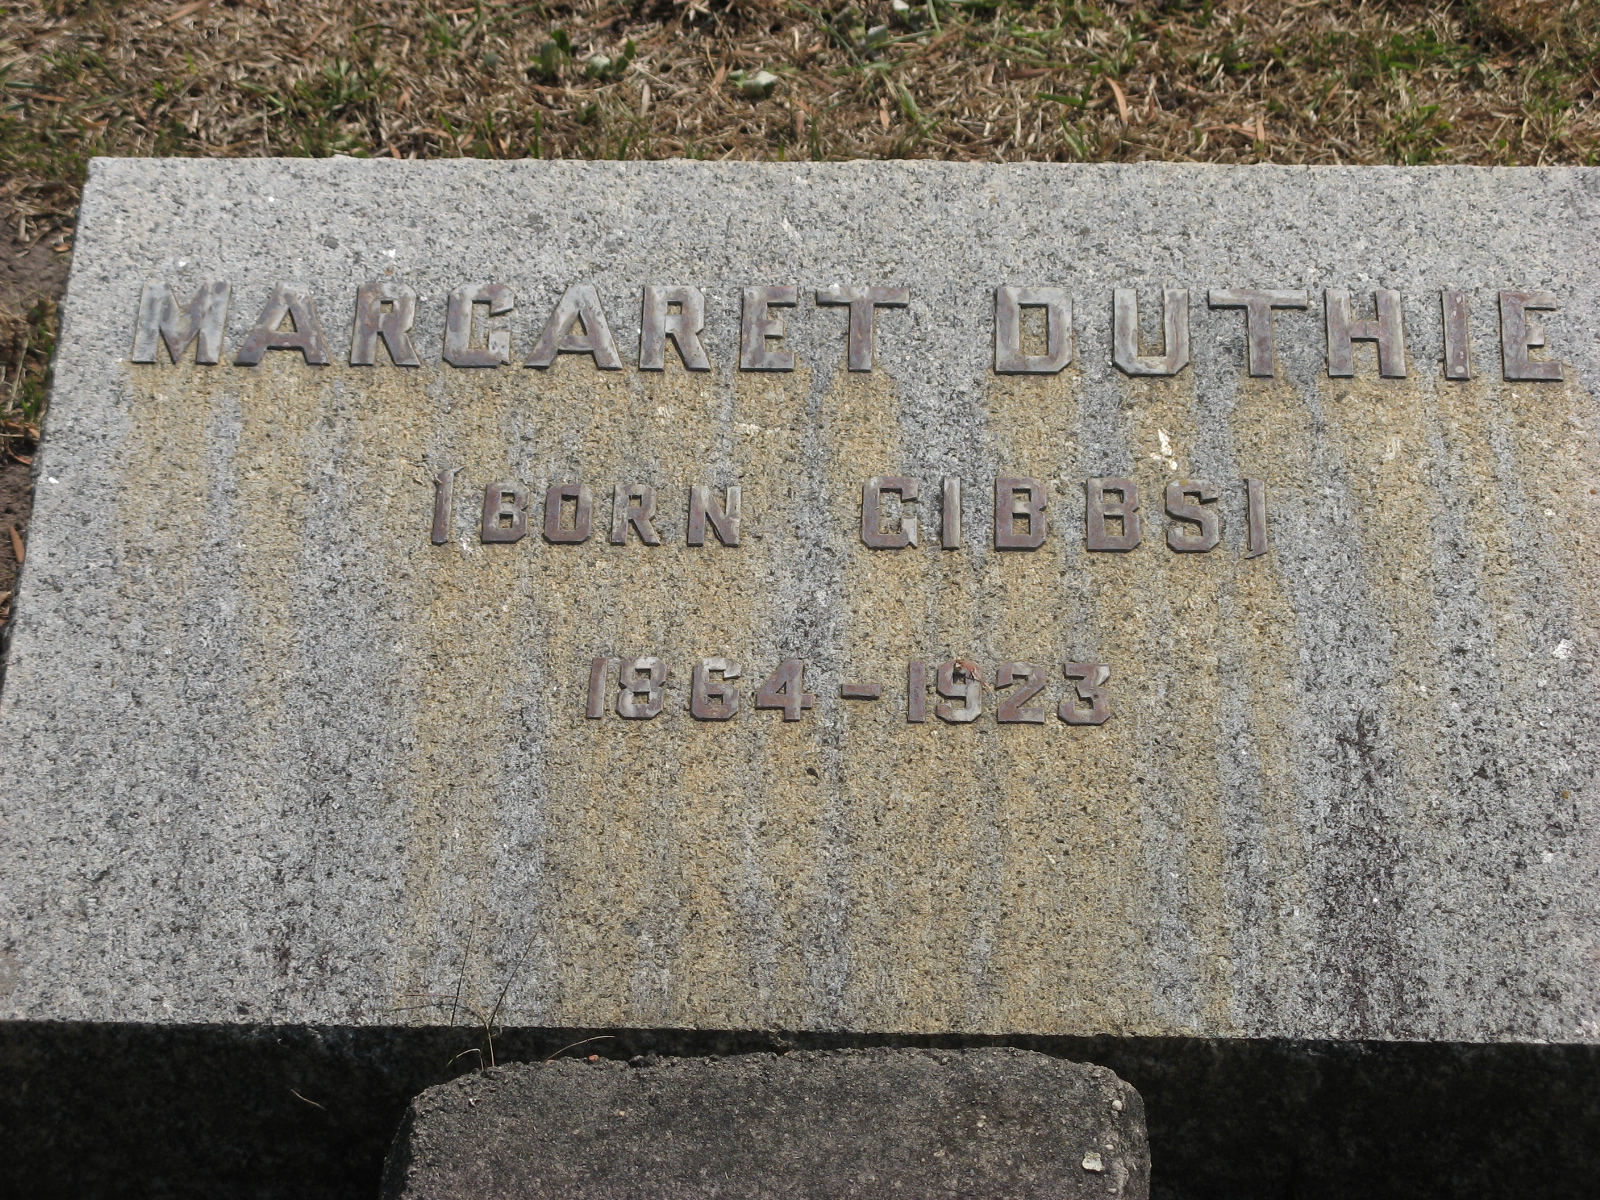 MARGARET DUTHIE
(BORN GIBBS)
1864-1923